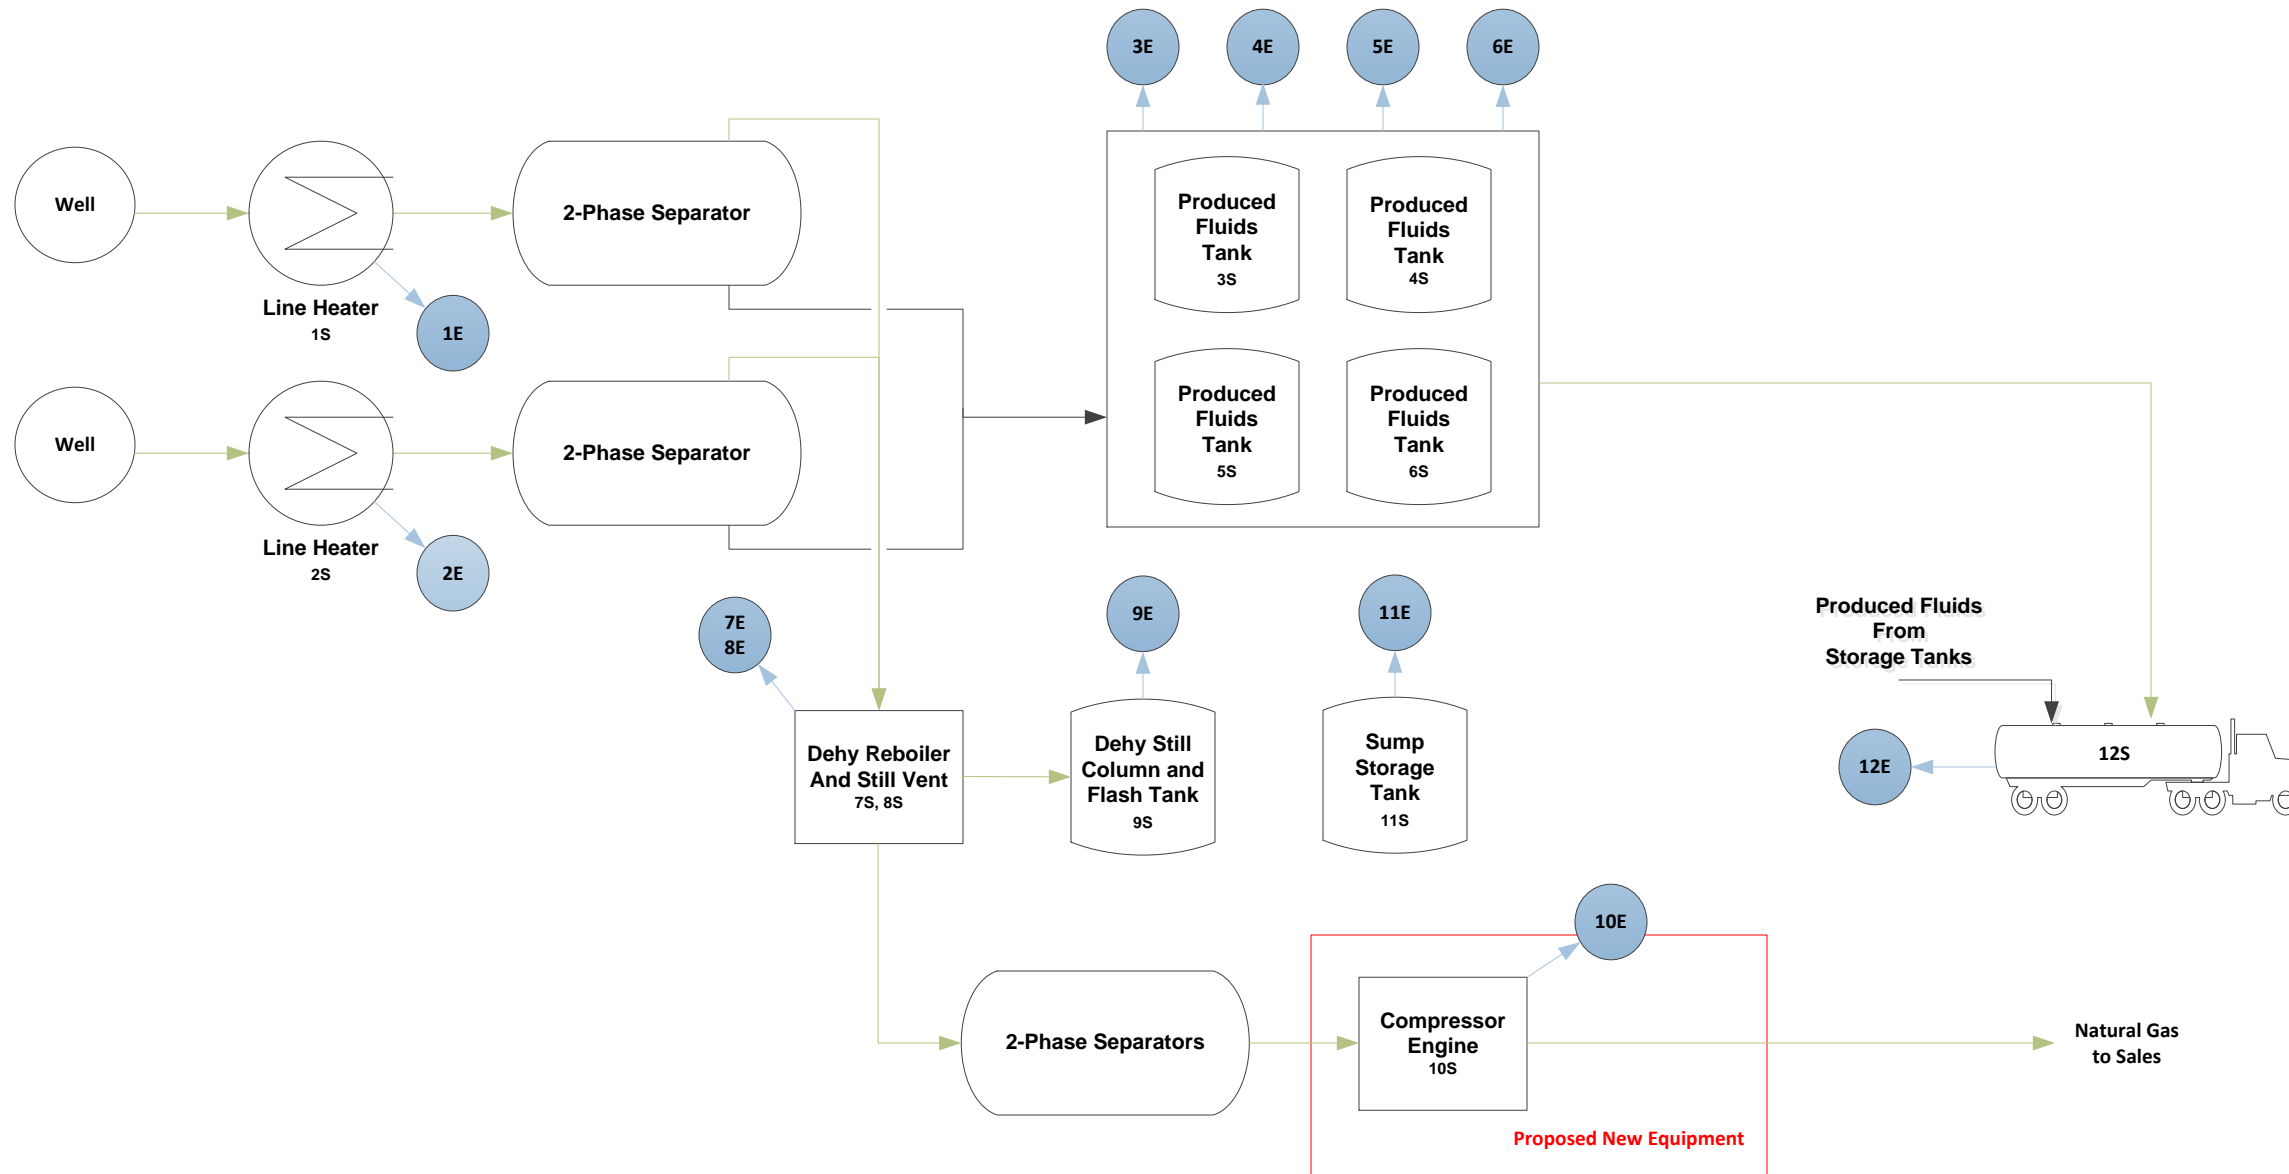 3E
4E
5E
6E
Well
2-Phase Separator
Produced
Fluids
Tank
3S
Produced
Fluids
Tank
4S
Line Heater
1S
1E
Well
2-Phase Separator
Produced
Fluids
Tank
5S
Produced
Fluids
Tank
6S
Line Heater
2S
2E
7E
8E
9E
11E
Produced Fluids
From
Storage Tanks
Dehy Reboiler
And Still Vent
7S, 8S
Dehy Still
Column and
Flash Tank
9S
Sump
Storage
Tank
11S
12E
12S
10E
2-Phase Separators
Compressor
Engine
10S
Natural Gas
to Sales
Proposed New Equipment